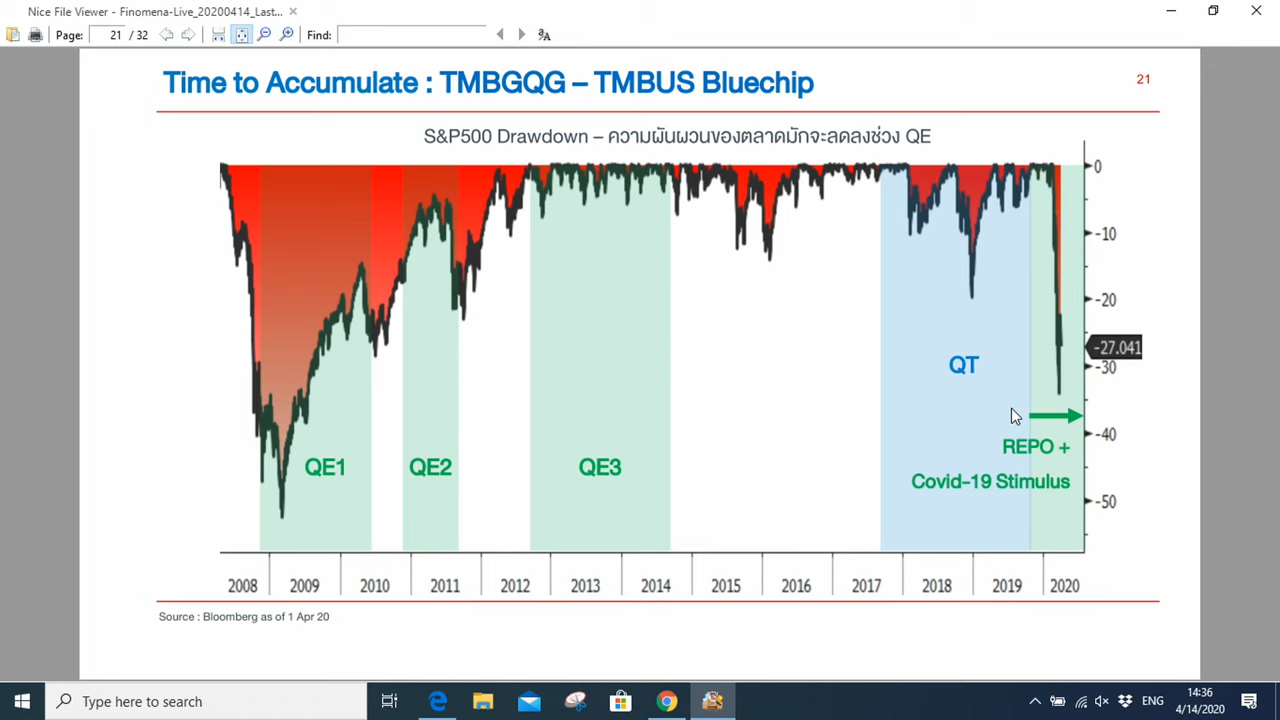 Nice File Viewer - Finomena-Live_20200414_Last...
Page: 21 / 32 Find:
Time to Accumulate : TMBGQG – TMBUS Bluechip
21
S&P500 Drawdown – ความผันผวนของตลาดมักจะลดลงช่วง QE
0
-10
-20
-27.041
-30
-40
-50
QT
REPO +
Covid-19 Stimulus
QE1
QE2
QE3
2008 2009 2010 2011 2012 2013 2014 2015 2016 2017 2018 2019 2020
Source : Bloomberg as of 1 Apr 20
Type here to search
ENG
14:36
4/14/2020